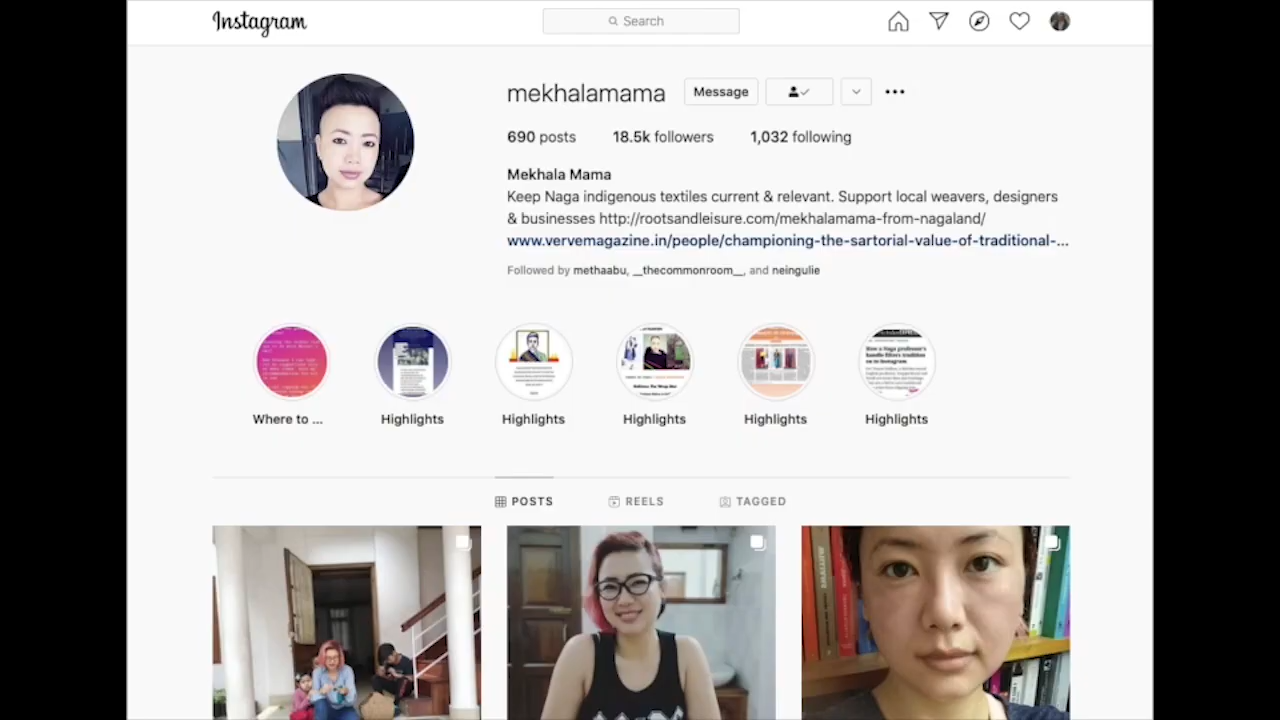 Instagram
Search
mekhalamama
Message
690 posts 18.5k followers 1,032 following
Mekhala Mama
Keep Naga indigenous textiles current & relevant. Support local weavers, designers
& businesses http://rootsandleisure.com/mekhalamama-from-nagaland/
www.vervemagazine.in/people/championing-the-sartorial-value-of-traditional-...
Followed by methaabu, __thecommonroom__, and neingulie
How a Naga professor's
Where to ... Highlights Highlights Highlights Highlights Highlights
POSTS REELS TAGGED